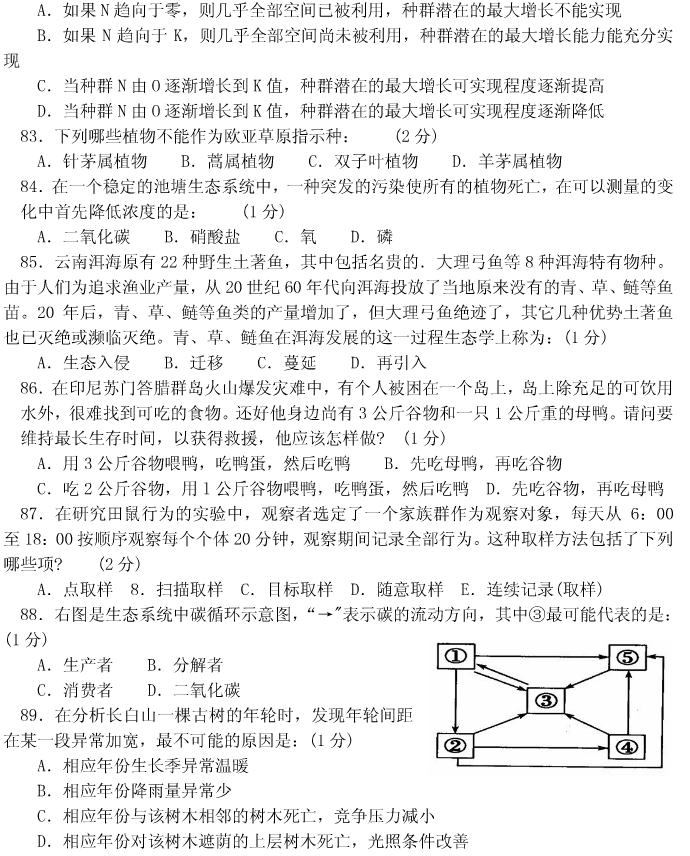 A. 如果N趋向于零，则几乎全部空间已被利用，种群潜在的最大增长不能实现
B. 如果N趋向于K，则几乎全部空间尚未被利用，种群潜在的最大增长能力能充分实
现
C. 当种群N由O逐渐增长到K值，种群潜在的最大增长可实现程度逐渐提高
D. 当种群N由O逐渐增长到K值，种群潜在的最大增长可实现程度逐渐降低
83. 下列哪些植物不能作为欧亚草原指示种： (2分)
A. 针茅属植物 B. 蒿属植物 C. 双子叶植物 D. 羊茅属植物
84. 在一个稳定的池塘生态系统中，一种突发的污染使所有的植物死亡，在可以测量的变
化中首先降低浓度的是： (1分)
A. 二氧化碳 B. 硝酸盐 C. 氧 D. 磷
85. 云南洱海原有22种野生土著鱼，其中包括名贵的．大理弓鱼等8种洱海特有物种。
由于人们为追求渔业产量，从20世纪60年代向洱海投放了当地原来没有的青、草、鲢等鱼
苗。20年后，青、草、鲢等鱼类的产量增加了，但大理弓鱼绝迹了，其它几种优势土著鱼
也已灭绝或濒临灭绝。青、草、鲢鱼在洱海发展的这一过程生态学上称为：(1分)
A. 生态入侵 B. 迁移 C. 蔓延 D. 再引入
86. 在印尼苏门答腊群岛火山爆发灾难中，有个人被困在一个岛上，岛上除充足的可饮用
水外，很难找到可吃的食物。还好他身边尚有3公斤谷物和一只1公斤重的母鸭。请问要
维持最长生存时间，以获得救援，他应该怎样做? (1分)
A. 用3公斤谷物喂鸭，吃鸭蛋，然后吃鸭 B. 先吃母鸭，再吃谷物
C. 吃2公斤谷物，用1公斤谷物喂鸭，吃鸭蛋，然后吃鸭 D. 先吃谷物，再吃母鸭
87. 在研究田鼠行为的实验中，观察者选定了一个家族群作为观察对象，每天从 6：00
至18：00按顺序观察每个个体20分钟，观察期间记录全部行为。这种取样方法包括了下列
哪些项? (2分)
A. 点取样 8. 扫描取样 C. 目标取样 D. 随意取样 E. 连续记录(取样)
88. 右图是生态系统中碳循环示意图，“→"表示碳的流动方向，其中③最可能代表的是：
(1分)
A. 生产者 B. 分解者
C. 消费者 D. 二氧化碳
① ⑤
③
② ④
89. 在分析长白山一棵古树的年轮时，发现年轮间距
在某一段异常加宽，最不可能的原因是：(1分)
A. 相应年份生长季异常温暖
B. 相应年份降雨量异常少
C. 相应年份与该树木相邻的树木死亡，竞争压力减小
D. 相应年份对该树木遮荫的上层树木死亡，光照条件改善